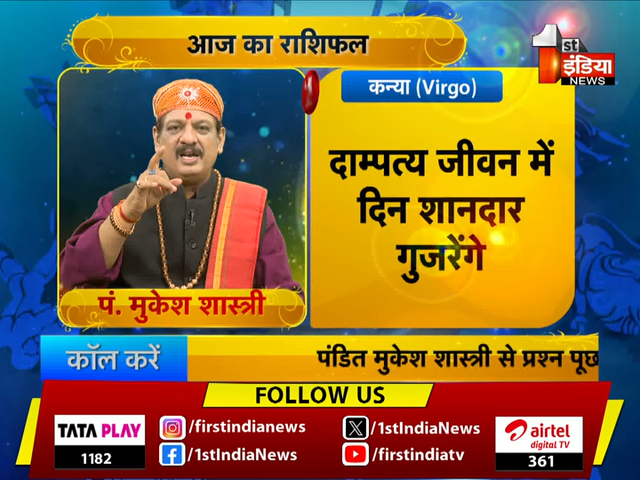 आज का राशिफल
1st
इंडिया
NEWS
कन्या (Virgo)
दाम्पत्य जीवन में
दिन शानदार
गुजरेंगे
पं. मुकेश शास्त्री
कॉल करें
पंडित मुकेश शास्त्री से प्रश्न पूछ
FOLLOW US
TATA PLAY
1182
/firstindianews
/1stIndiaNews
/1stIndiaNews
/firstindiatv
airtel
digital TV
361